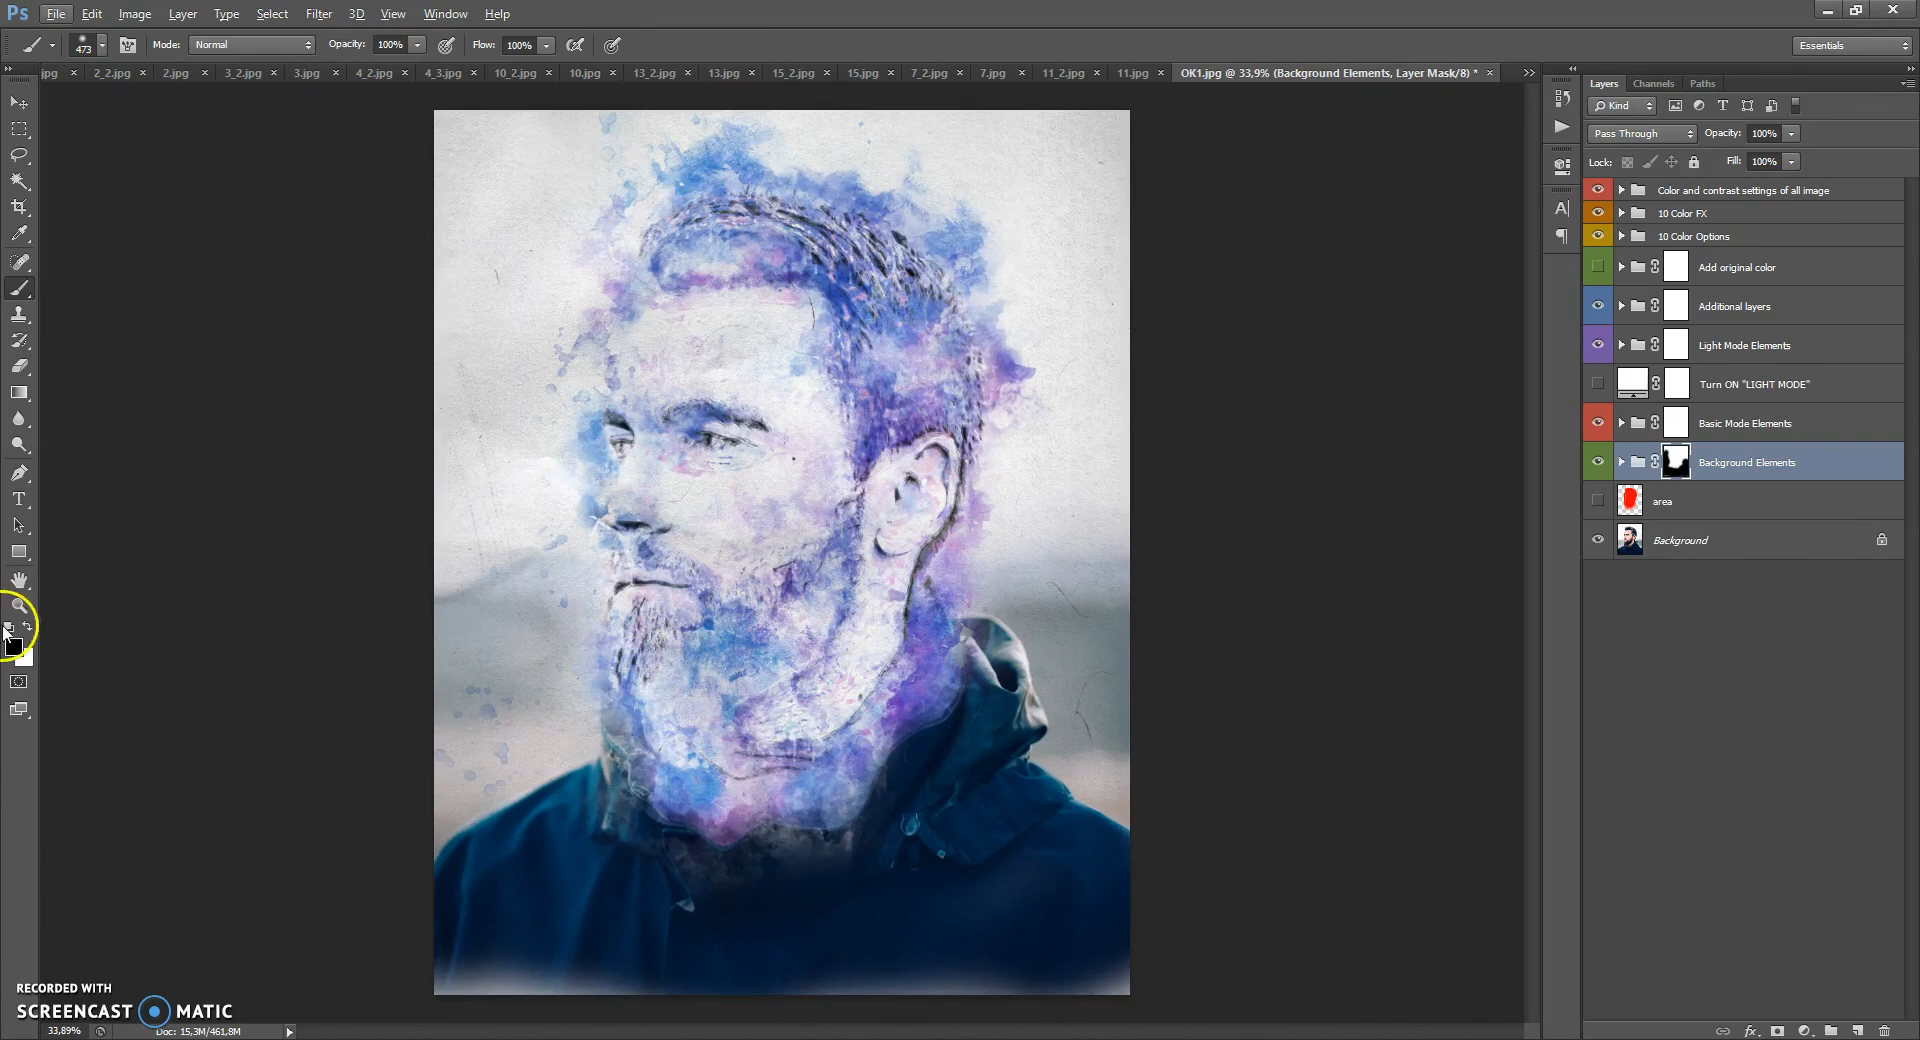 Ps File Edit Image Layer Type Select Filter 3D View Window Help
473 Mode: Normal Opacity: 100% Flow: 100% Essentials
jpg × 2_2.jpg × 2.jpg × 3_2.jpg × 3.jpg × 4_2.jpg × 4_3.jpg × 10_2.jpg × 10.jpg × 13_2.jpg × 13.jpg × 15_2.jpg × 15.jpg × 7_2.jpg × 7.jpg × 11_2.jpg × 11.jpg × OK1.jpg @ 33,9% (Background Elements, Layer Mask/8) * ×
Layers Channels Paths
Kind
Pass Through Opacity: 100%
Lock: Fill: 100%
Color and contrast settings of all image
10 Color FX
10 Color Options
Add original color
Additional layers
Light Mode Elements
Turn ON "LIGHT MODE"
Basic Mode Elements
Background Elements
area
Background
RECORDED WITH
SCREENCAST MATIC
33,89% Doc: 15,3M/461,8M